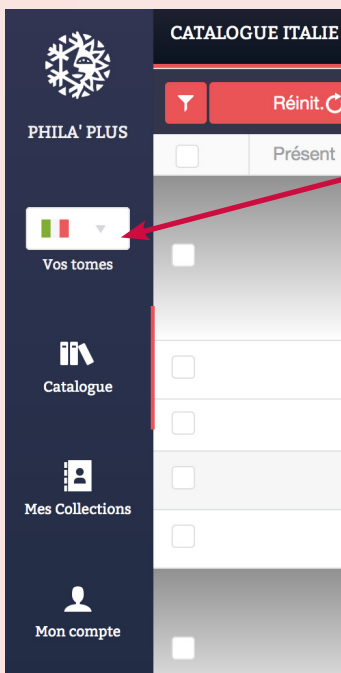 CATALOGUE ITALIE
PHILA' PLUS
Réinit.
Présent
Vos tomes
Catalogue
Mes Collections
Mon compte